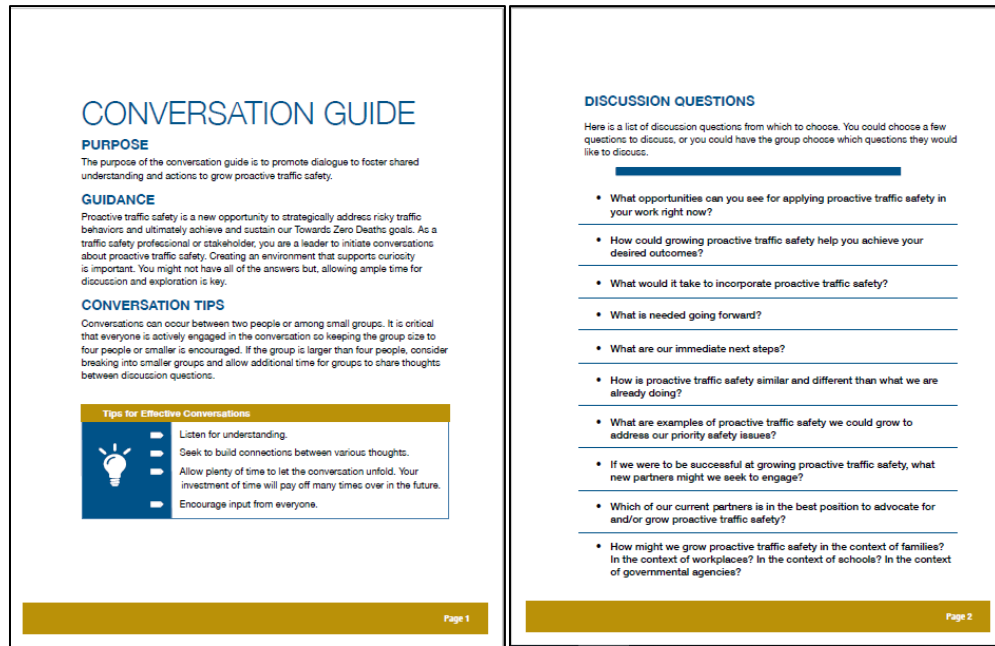 CONVERSATION GUIDE
PURPOSE
The purpose of the conversation guide is to promote dialogue to foster shared
understanding and actions to grow proactive traffic safety.
GUIDANCE
Proactive traffic safety is a new opportunity to strategically address risky traffic
behaviors and ultimately achieve and sustain our Towards Zero Deaths goals. As a
traffic safety professional or stakeholder, you are a leader to initiate conversations
about proactive traffic safety. Creating an environment that supports curiosity
is important. You might not have all of the answers but, allowing ample time for
discussion and exploration is key.
CONVERSATION TIPS
Conversations can occur between two people or among small groups. It is critical
that everyone is actively engaged in the conversation so keeping the group size to
four people or smaller is encouraged. If the group is larger than four people, consider
breaking into smaller groups and allow additional time for groups to share thoughts
between discussion questions.
Tips for Effective Conversations
Listen for understanding.
Seek to build connections between various thoughts.
Allow plenty of time to let the conversation unfold. Your
investment of time will pay off many times over in the future.
Encourage input from everyone.
Page 1
DISCUSSION QUESTIONS
Here is a list of discussion questions from which to choose. You could choose a few
questions to discuss, or you could have the group choose which questions they would
like to discuss.
• What opportunities can you see for applying proactive traffic safety in
your work right now?
• How could growing proactive traffic safety help you achieve your
desired outcomes?
• What would it take to incorporate proactive traffic safety?
• What is needed going forward?
• What are our immediate next steps?
• How is proactive traffic safety similar and different than what we are
already doing?
• What are examples of proactive traffic safety we could grow to
address our priority safety issues?
• If we were to be successful at growing proactive traffic safety, what
new partners might we seek to engage?
• Which of our current partners is in the best position to advocate for
and/or grow proactive traffic safety?
• How might we grow proactive traffic safety in the context of families?
In the context of workplaces? In the context of schools? In the context
of governmental agencies?
Page 2